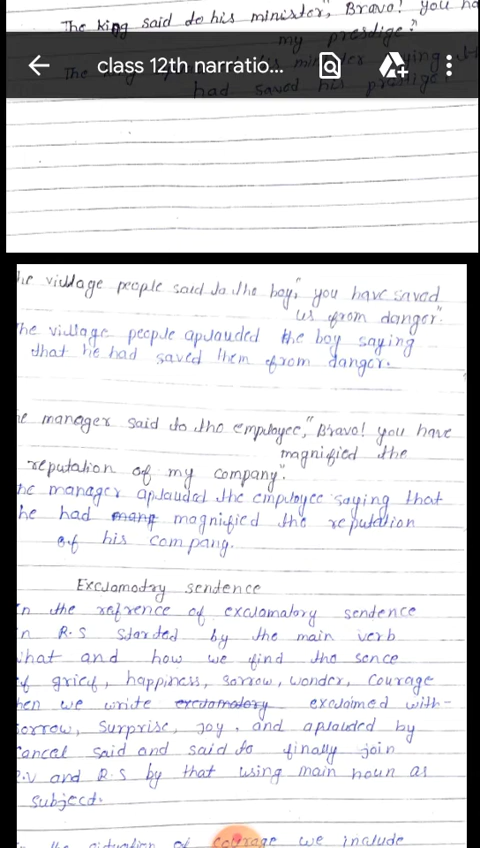 The king said to his minister, "Bravo! you ha
my prestige."
class 12th narratio...
The
had saved his prestige
he village people said to the boy, "you have saved
us from danger".
he village people aplauded the boy saying
that he had saved them from danger.
e manager said to the employee, "Bravo! you have
magnified the
reputation of my company".
he manager aplauded the employee saying that
he had magnified the reputation
of his company.
Exclamotry sentence
n the refrence of exclamatory sentence
n R.S started by the main verb
what and how we find the sence
of grief, happiness, sorrow, wonder, courage
hen we write exclamatory exclaimed with-
sorrow, surprise, joy. and aplauded by
cancel said and said to finally join
R.V and R.S by that using main noun as
subject.
the situation of courage we include